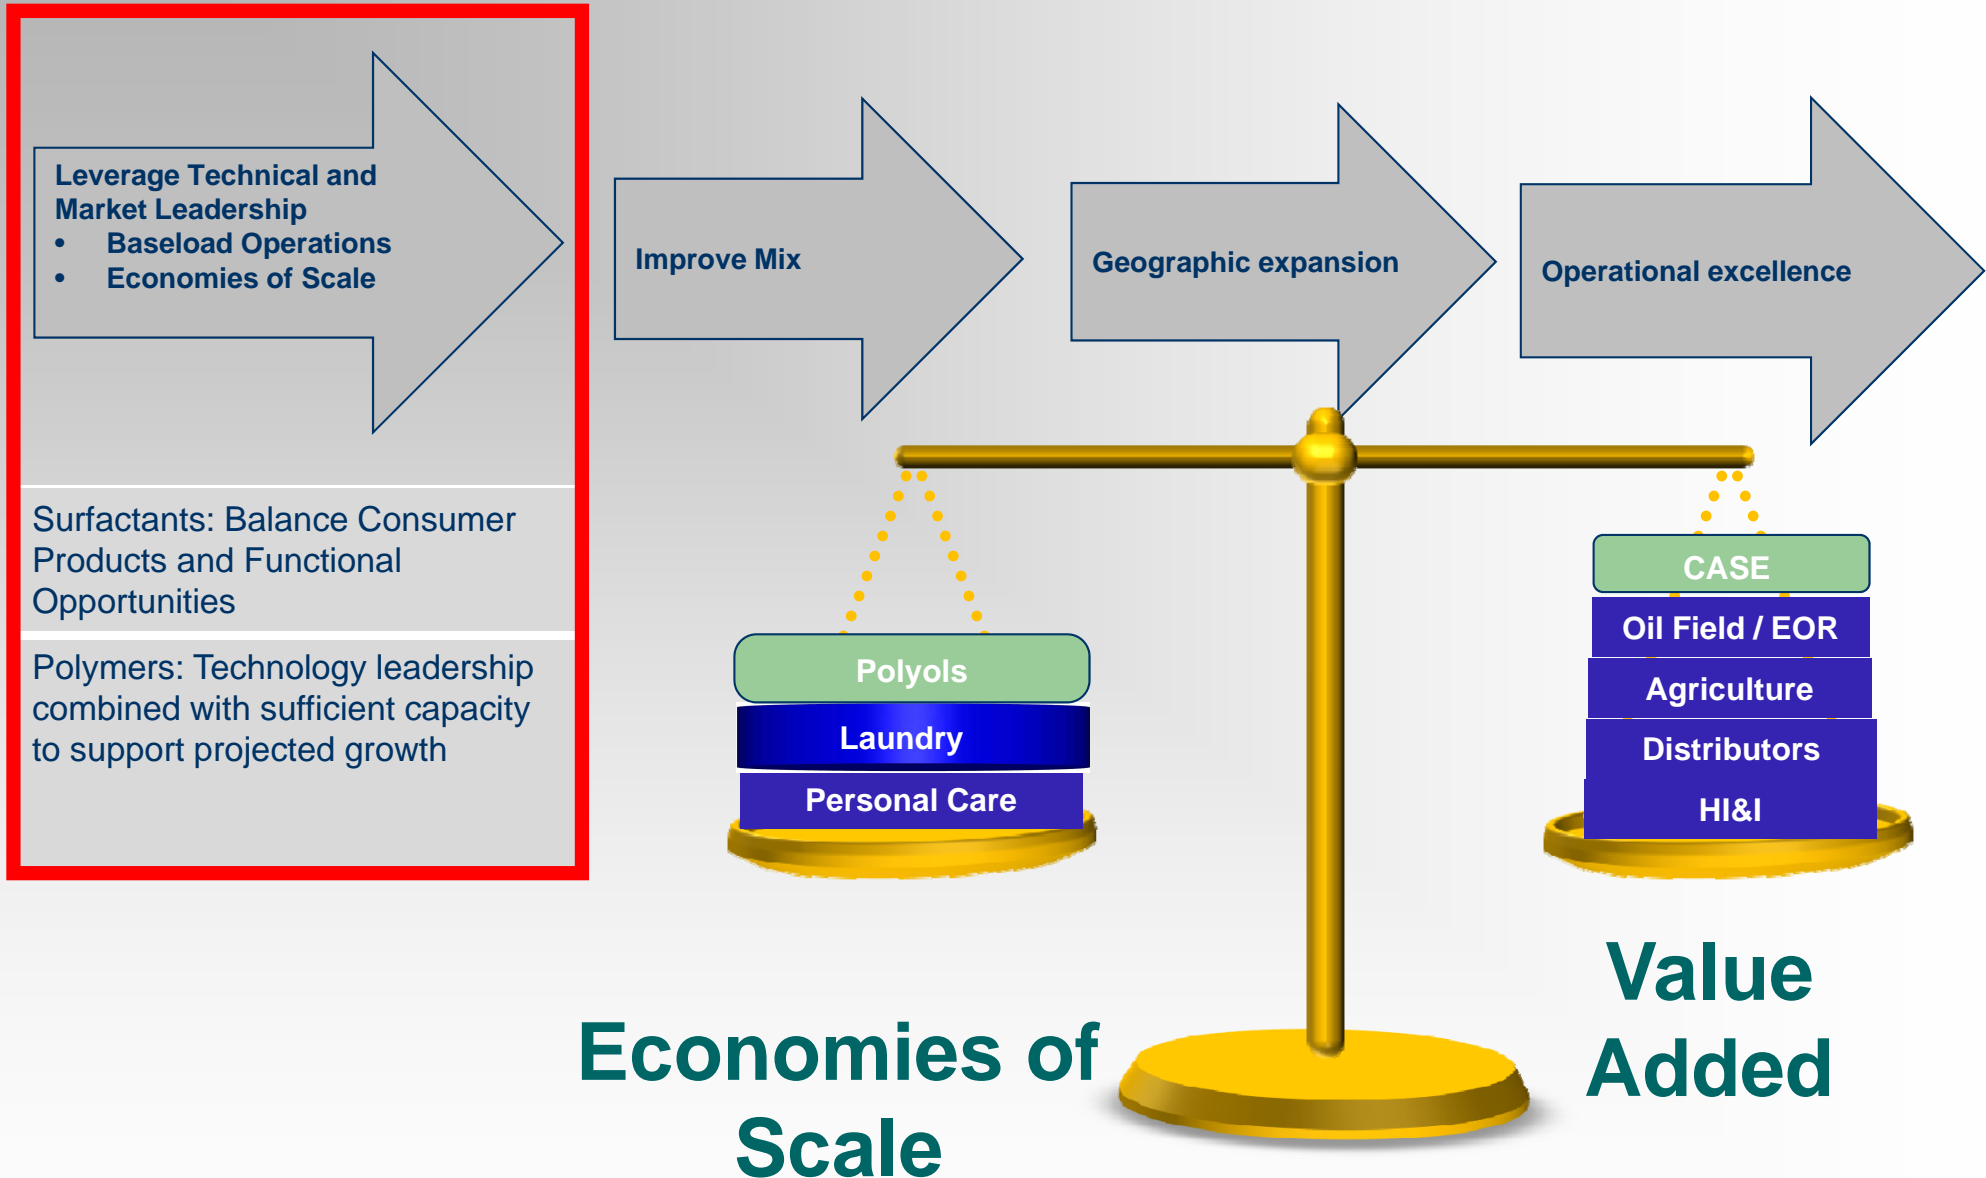 Leverage Technical and
Market Leadership
• Baseload Operations
• Economies of Scale
Improve Mix
Geographic expansion
Operational excellence
Surfactants: Balance Consumer
Products and Functional
Opportunities
Polymers: Technology leadership
combined with sufficient capacity
to support projected growth
Polyols
Laundry
Personal Care
CASE
Oil Field / EOR
Agriculture
Distributors
HI&I
Economies of
Scale
Value
Added